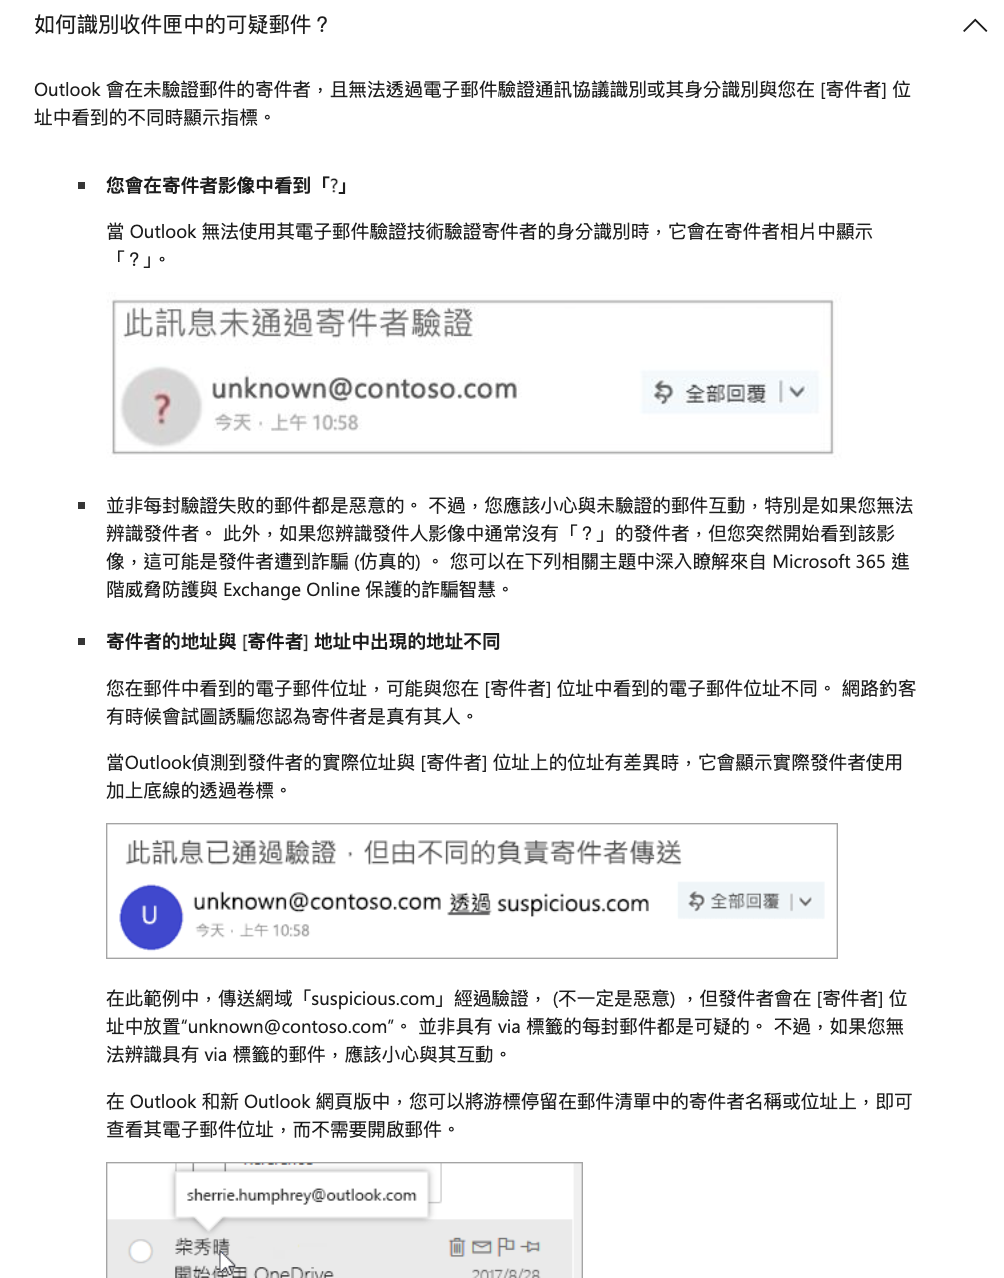 如何識別收件匣中的可疑郵件？
Outlook 會在未驗證郵件的寄件者，且無法透過電子郵件驗證通訊協議識別或其身分識別與您在 [寄件者] 位
址中看到的不同時顯示指標。
▪ 您會在寄件者影像中看到「?」
當 Outlook 無法使用其電子郵件驗證技術驗證寄件者的身分識別時，它會在寄件者相片中顯示
「？」。
此訊息未通過寄件者驗證
?
unknown@contoso.com
今天．上午 10:58
全部回覆
▪ 並非每封驗證失敗的郵件都是惡意的。 不過，您應該小心與未驗證的郵件互動，特別是如果您無法
辨識發件者。 此外，如果您辨識發件人影像中通常沒有「？」的發件者，但您突然開始看到該影
像，這可能是發件者遭到詐騙 (仿真的) 。 您可以在下列相關主題中深入瞭解來自 Microsoft 365 進
階威脅防護與 Exchange Online 保護的詐騙智慧。
▪ 寄件者的地址與 [寄件者] 地址中出現的地址不同
您在郵件中看到的電子郵件位址，可能與您在 [寄件者] 位址中看到的電子郵件位址不同。 網路釣客
有時候會試圖誘騙您認為寄件者是真有其人。
當Outlook偵測到發件者的實際位址與 [寄件者] 位址上的位址有差異時，它會顯示實際發件者使用
加上底線的透過卷標。
此訊息已通過驗證，但由不同的負責寄件者傳送
U
unknown@contoso.com 透過 suspicious.com
今天．上午 10:58
全部回覆
在此範例中，傳送網域「suspicious.com」經過驗證， (不一定是惡意) ，但發件者會在 [寄件者] 位
址中放置“unknown@contoso.com”。 並非具有 via 標籤的每封郵件都是可疑的。 不過，如果您無
法辨識具有 via 標籤的郵件，應該小心與其互動。
在 Outlook 和新 Outlook 網頁版中，您可以將游標停留在郵件清單中的寄件者名稱或位址上，即可
查看其電子郵件位址，而不需要開啟郵件。
sherrie.humphrey@outlook.com
柴秀晴
開始使用 OneDrive
2017/8/28